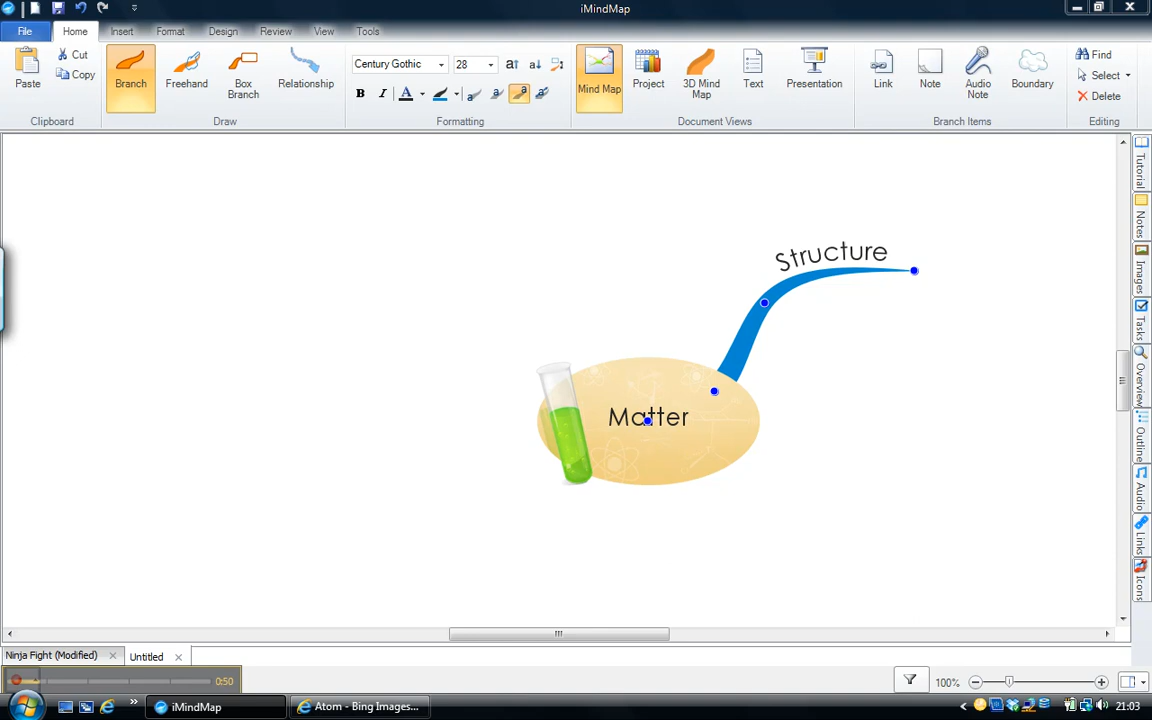 iMindMap
File Home Insert Format Design Review View Tools
Paste
Cut
Copy
Clipboard
Branch
Freehand
Box Branch
Relationship
Draw
Century Gothic 28
B I A
Formatting
Mind Map
Project
3D Mind Map
Text
Presentation
Document Views
Link
Note
Audio Note
Boundary
Branch Items
Find
Select
Delete
Editing
Structure
Matter
Tutorial
Notes
Images
Tasks
Overview
Outline
Audio
Links
Icons
Ninja Fight (Modified) Untitled
0:50
100%
iMindMap
Atom - Bing Images...
21:03